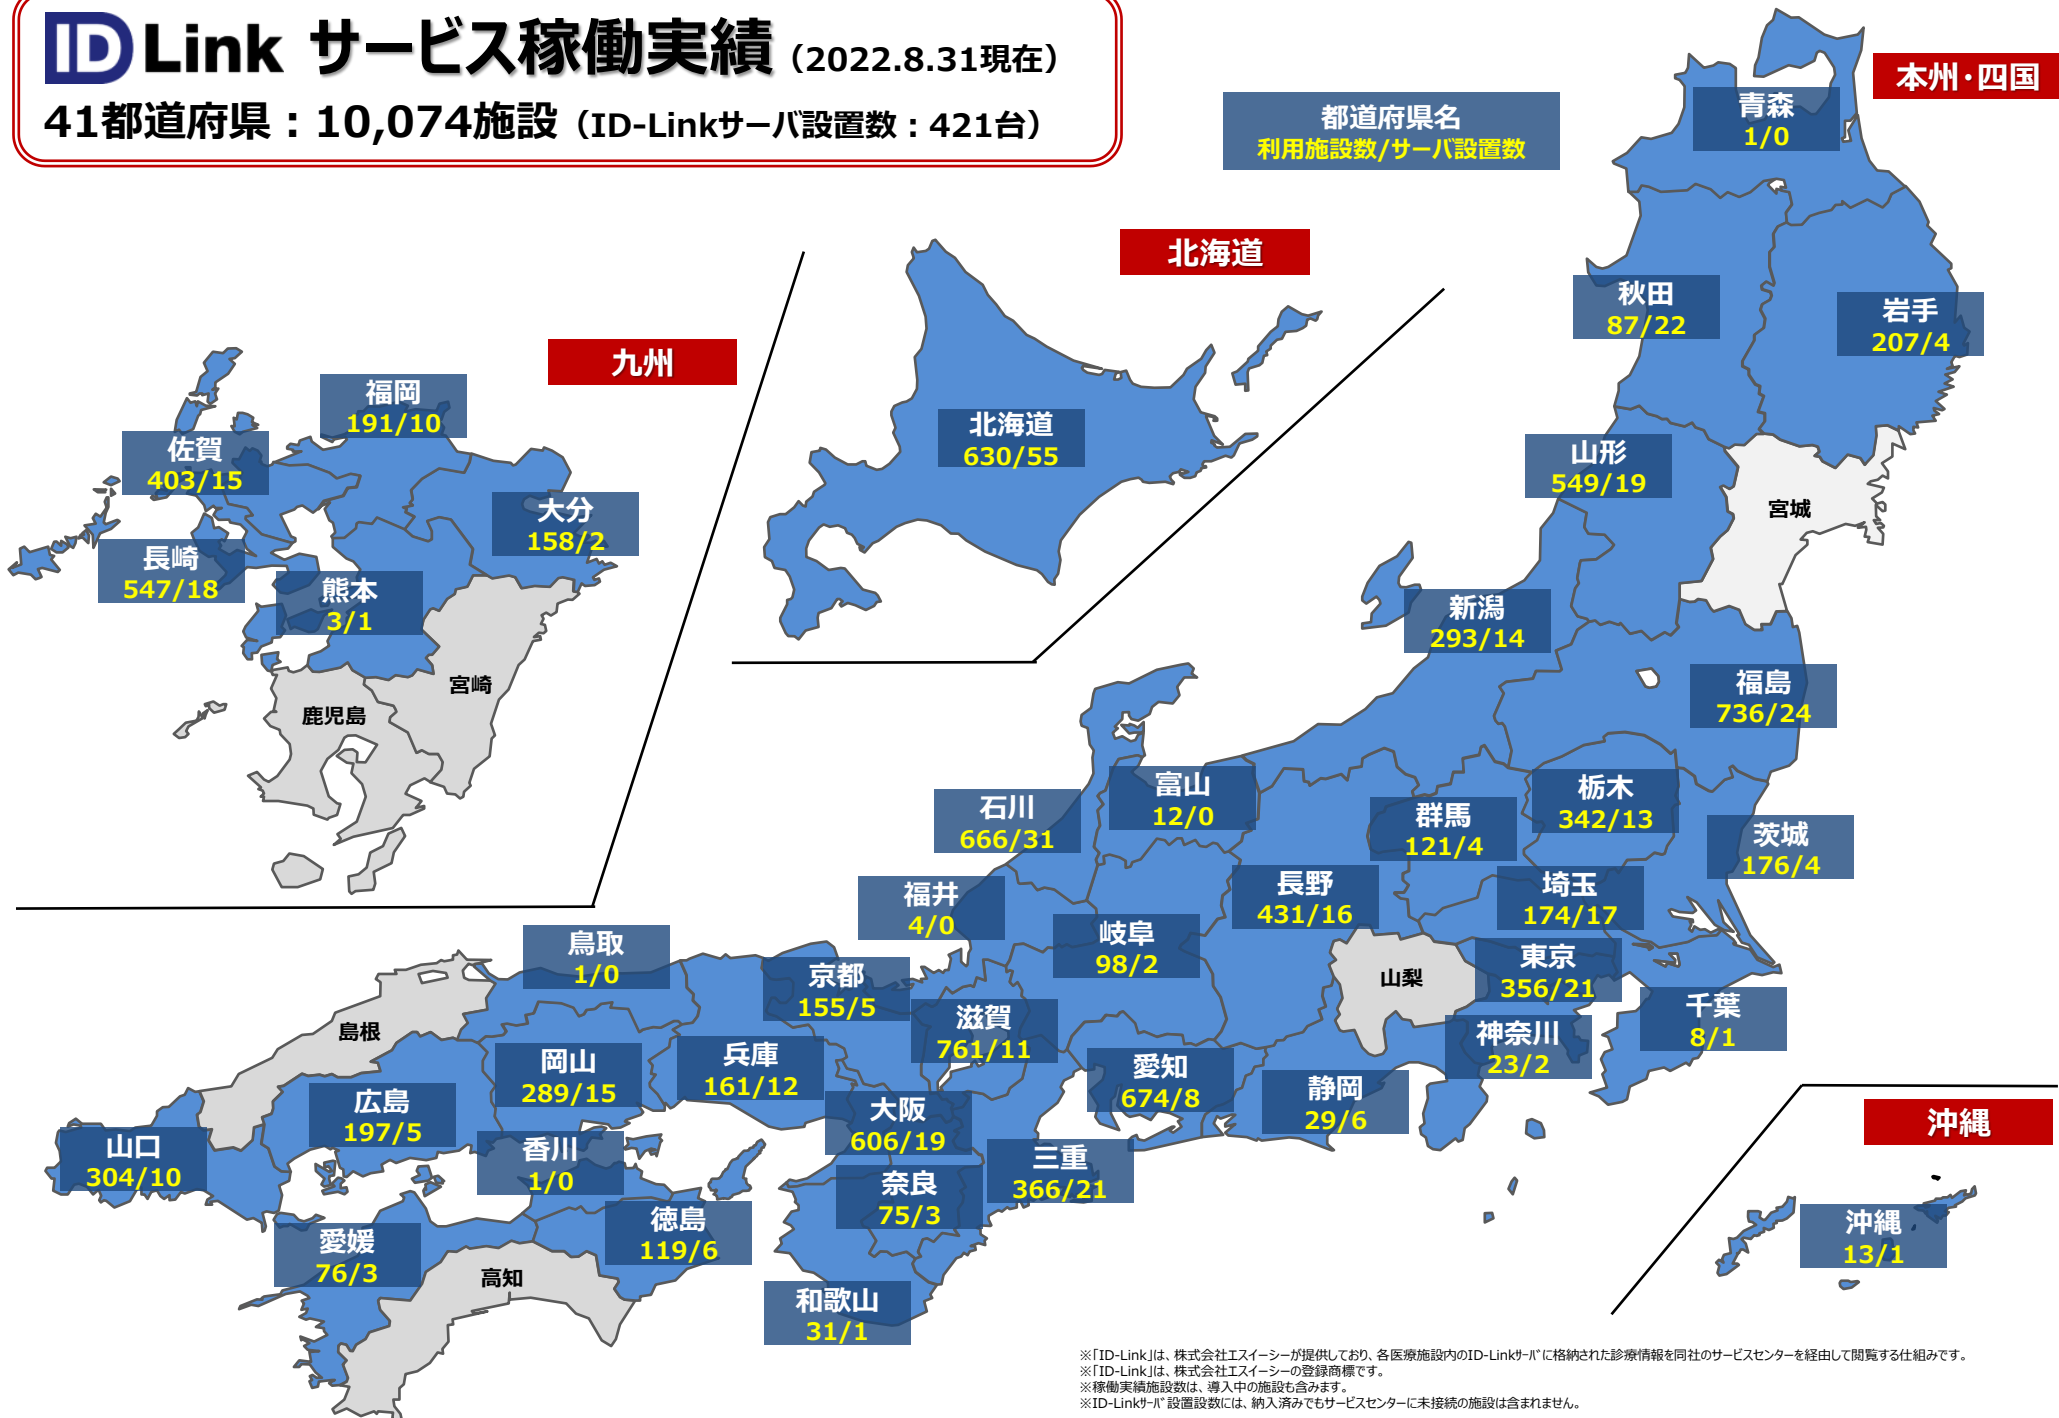 ID Link サービス稼働実績（2022.8.31現在）
41都道府県：10,074施設（ID-Linkサーバ設置数：421台）
都道府県名
利用施設数/サーバ設置数
本州・四国
青森
1/0
秋田
87/22
岩手
207/4
山形
549/19
宮城
新潟
293/14
福島
736/24
北海道
北海道
630/55
九州
福岡
191/10
佐賀
403/15
大分
158/2
長崎
547/18
熊本
3/1
宮崎
鹿児島
富山
12/0
石川
666/31
栃木
342/13
群馬
121/4
茨城
176/4
福井
4/0
長野
431/16
埼玉
174/17
岐阜
98/2
山梨
東京
356/21
千葉
8/1
神奈川
23/2
鳥取
1/0
京都
155/5
滋賀
761/11
島根
岡山
289/15
兵庫
161/12
愛知
674/8
静岡
29/6
広島
197/5
大阪
606/19
山口
304/10
香川
1/0
三重
366/21
奈良
75/3
徳島
119/6
愛媛
76/3
高知
和歌山
31/1
沖縄
沖縄
13/1
※「ID-Link」は、株式会社エスイーシーが提供しており、各医療施設内のID-Linkｻｰﾊﾞに格納された診療情報を同社のサービスセンターを経由して閲覧する仕組みです。
※「ID-Link」は、株式会社エスイーシーの登録商標です。
※稼働実績施設数は、導入中の施設も含みます。
※ID-Linkｻｰﾊﾞ設置設数には、納入済みでもサービスセンターに未接続の施設は含まれません。